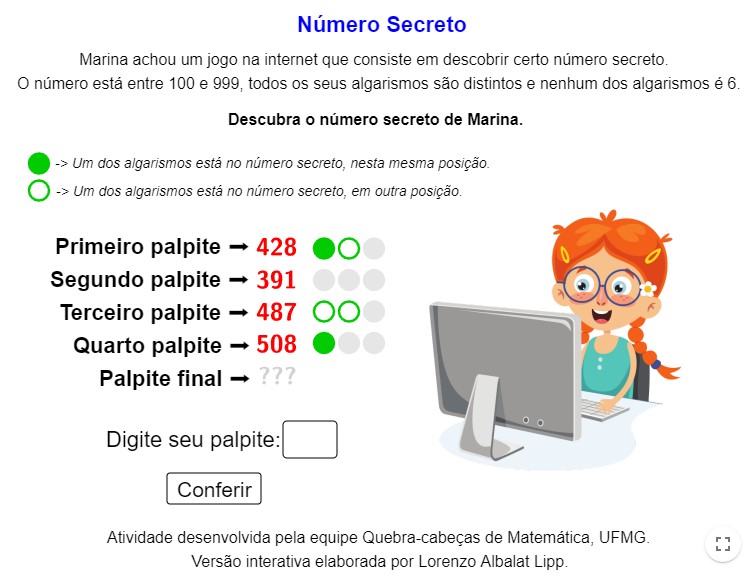 Número Secreto
Marina achou um jogo na internet que consiste em descobrir certo número secreto.
O número está entre 100 e 999, todos os seus algarismos são distintos e nenhum dos algarismos é 6.
Descubra o número secreto de Marina.
-> Um dos algarismos está no número secreto, nesta mesma posição.
-> Um dos algarismos está no número secreto, em outra posição.
Primeiro palpite → 428
Segundo palpite → 391
Terceiro palpite → 487
Quarto palpite → 508
Palpite final → ???
Digite seu palpite:
Conferir
Atividade desenvolvida pela equipe Quebra-cabeças de Matemática, UFMG.
Versão interativa elaborada por Lorenzo Albalat Lipp.